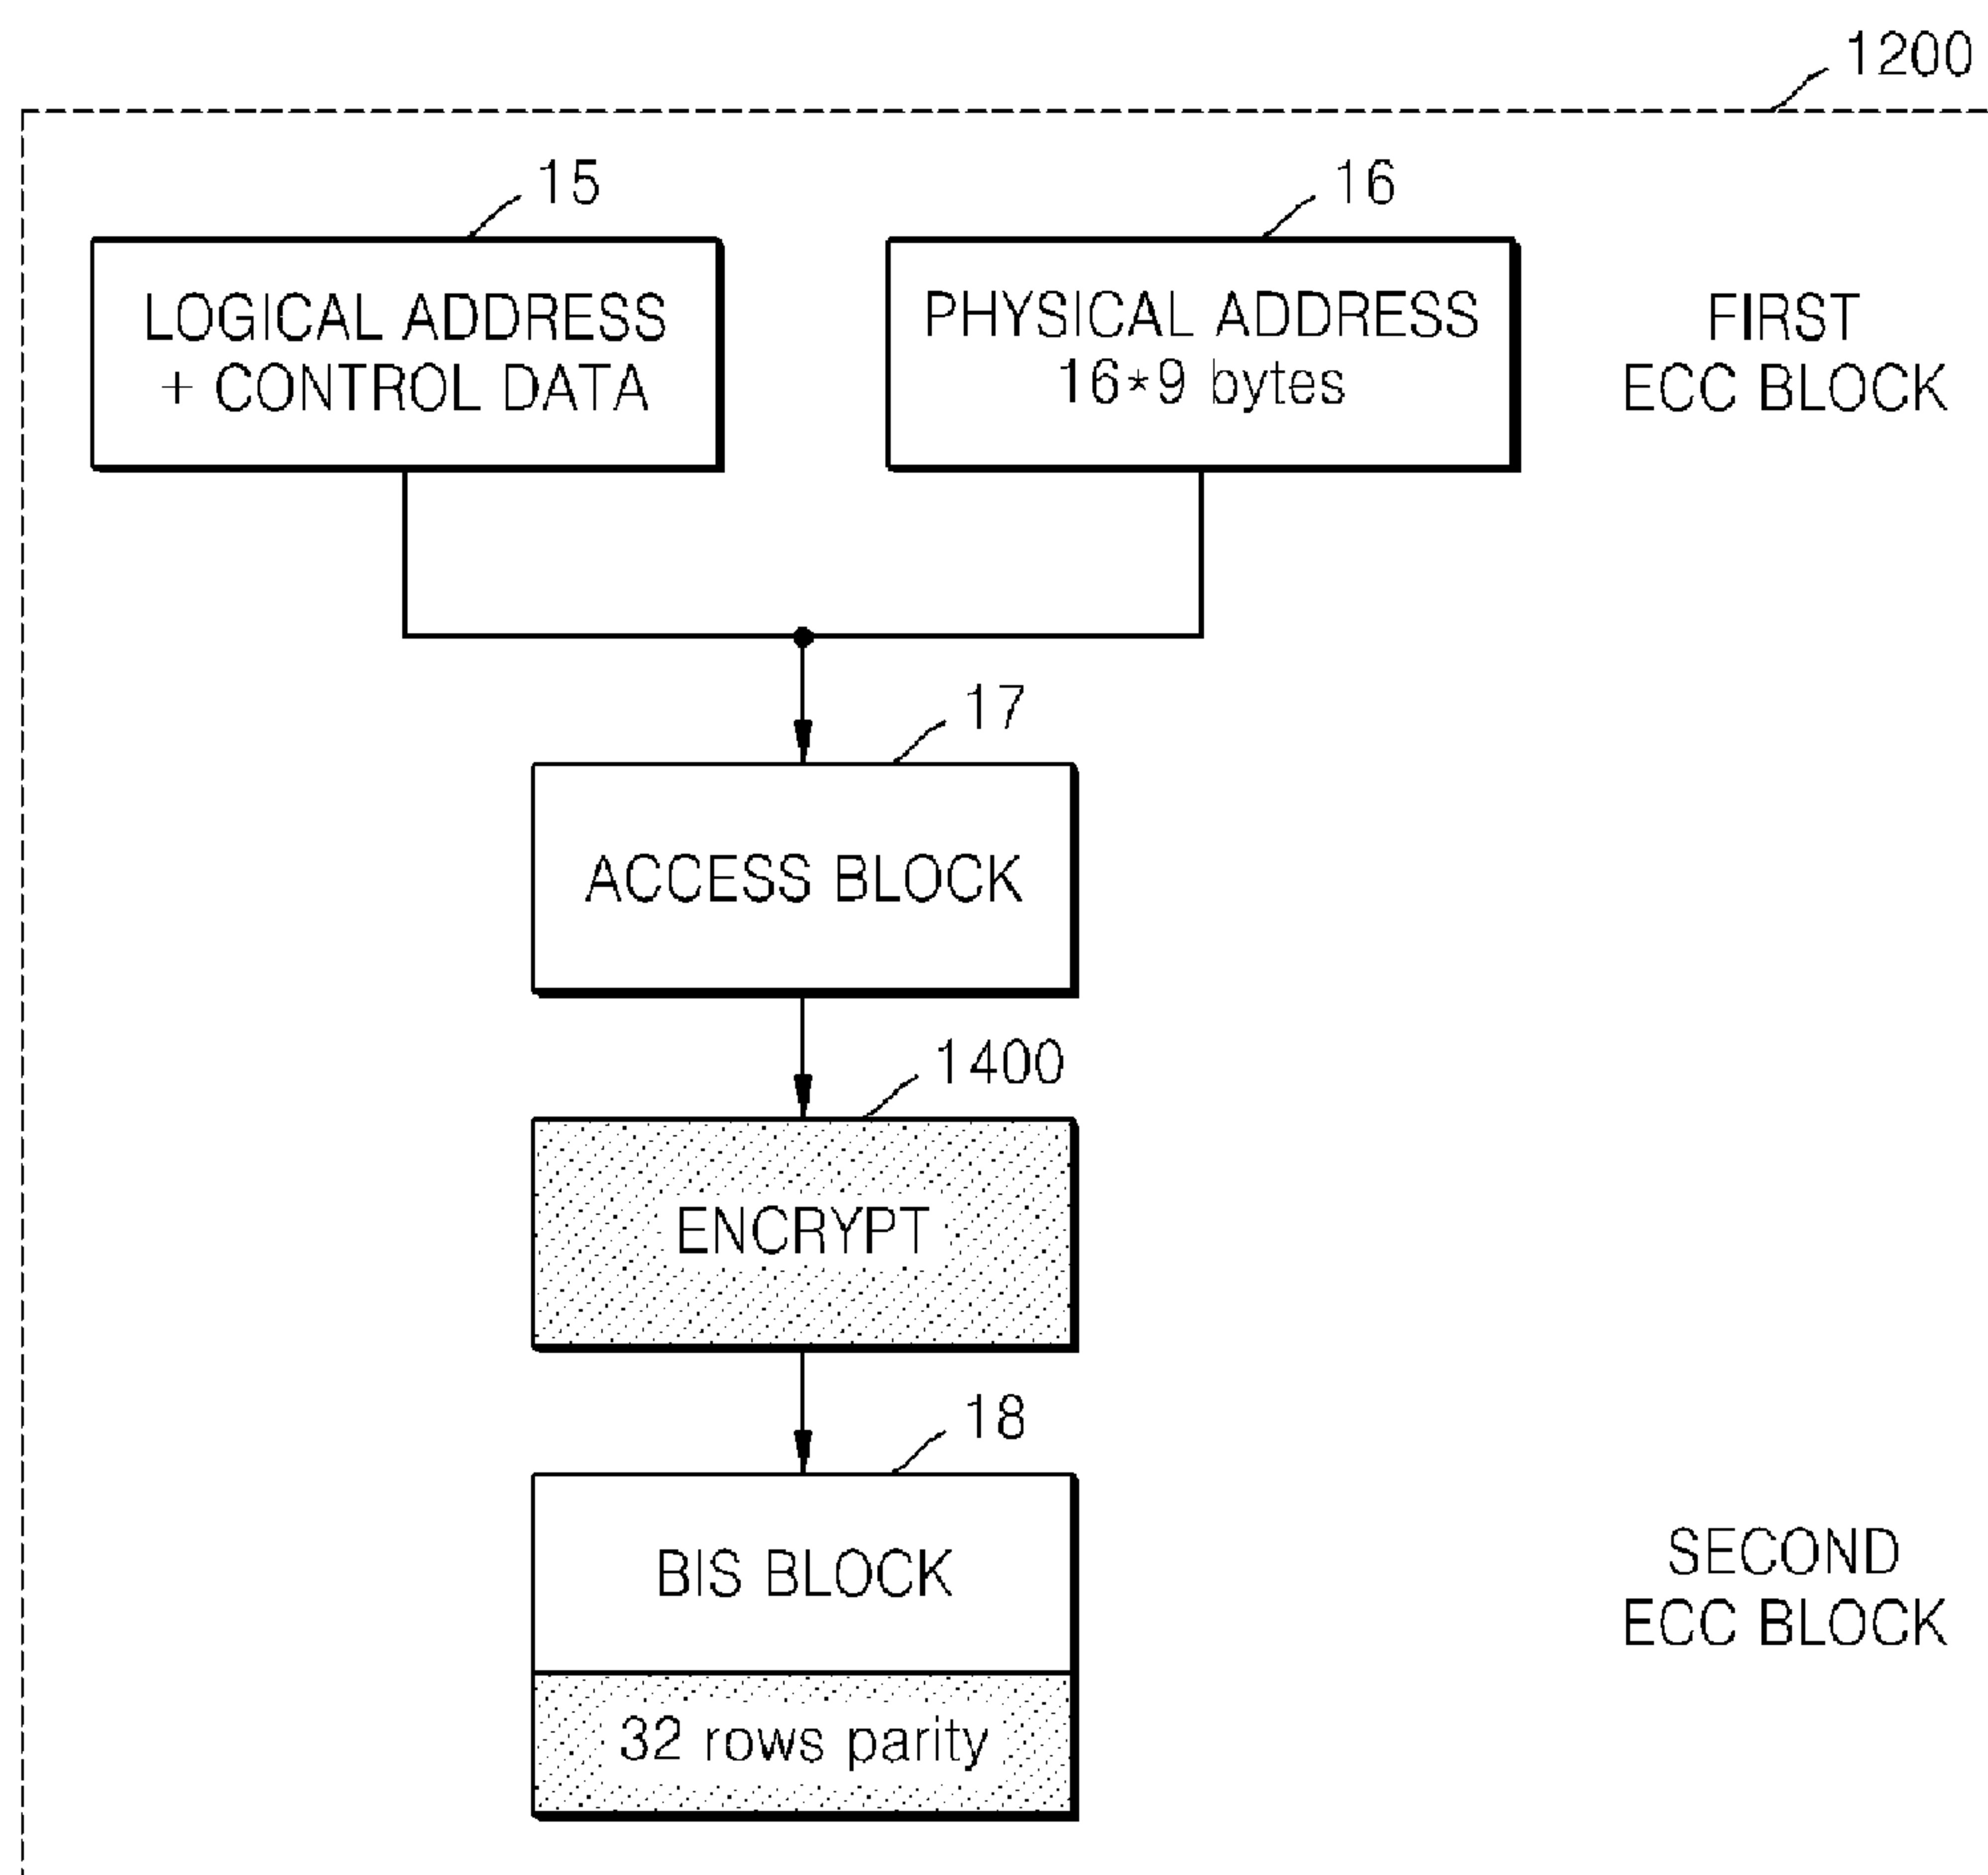 1200
15
16
LOGICAL ADDRESS
+ CONTROL DATA
PHYSICAL ADDRESS
16*9 bytes
FIRST
ECC BLOCK
17
ACCESS BLOCK
1400
ENCRYPT
18
BIS BLOCK
32 rows parity
SECOND
ECC BLOCK